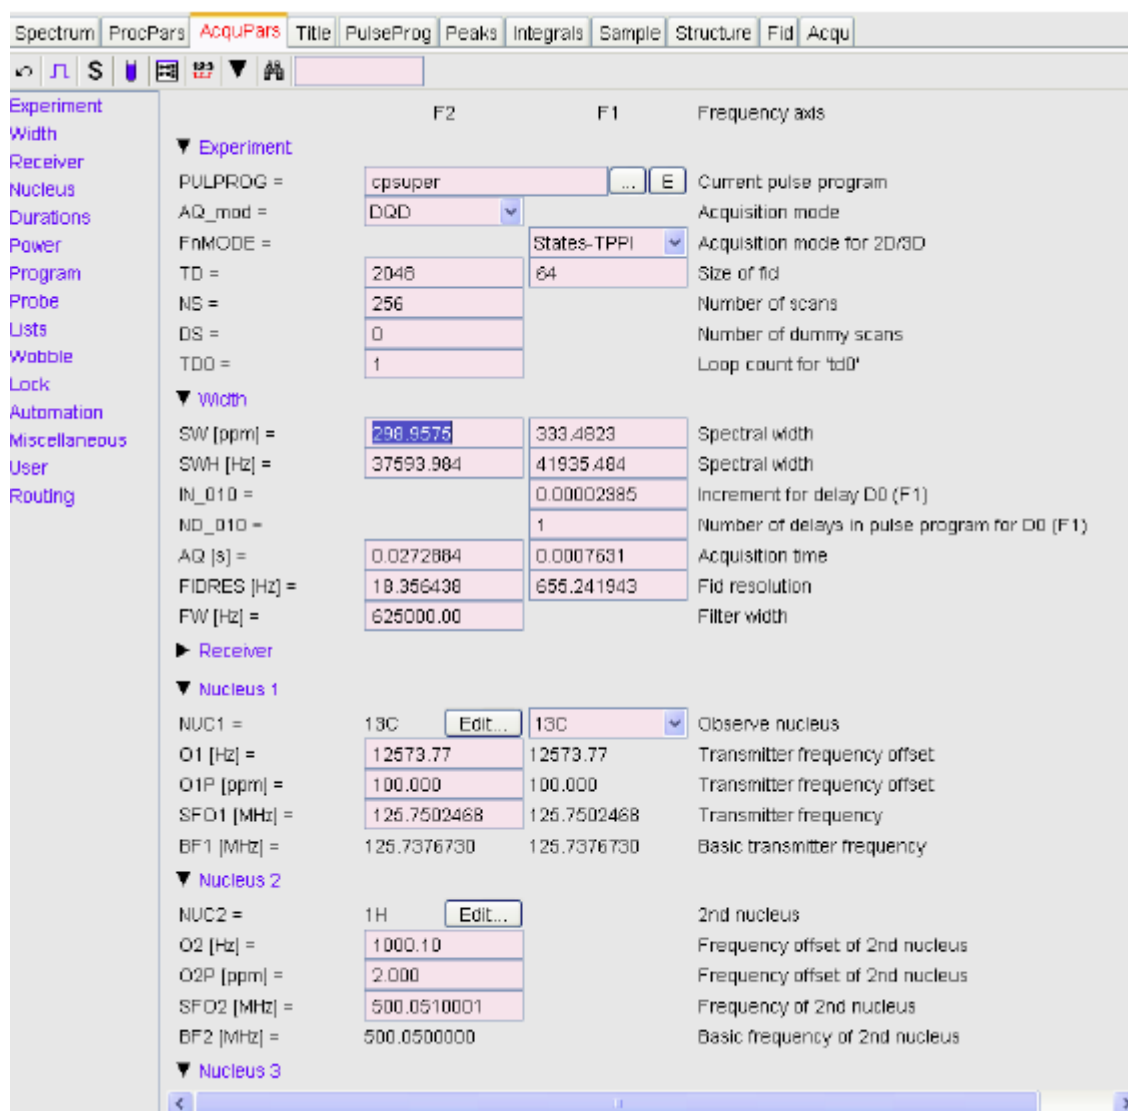 Spectrum ProcPars AcquPars Title PulseProg Peaks Integrals Sample Structure Fid Acqu
S
Experiment
Width
Receiver
Nucleus
Durations
Power
Program
Probe
Lists
Wobble
Lock
Automation
Miscellaneous
User
Routing
F2 F1 Frequency axis
Experiment
PULPROG = cpsuper ... E Current pulse program
AQ_mod = DQD Acquisition mode
FnMODE = States-TPPI Acquisition mode for 2D/3D
TD = 2048 64 Size of fid
NS = 256 Number of scans
DS = 0 Number of dummy scans
TD0 = 1 Loop count for 'td0'
Width
SW [ppm] = 298.9575 333.4823 Spectral width
SWH [Hz] = 37593.984 41935.484 Spectral width
IN_010 = 0.00002385 Increment for delay D0 (F1)
ND_010 = 1 Number of delays in pulse program for D0 (F1)
AQ [s] = 0.0272884 0.0007631 Acquisition time
FIDRES [Hz] = 18.356438 655.241943 Fid resolution
FW [Hz] = 625000.00 Filter width
Receiver
Nucleus 1
NUC1 = 13C Edit... 13C Observe nucleus
O1 [Hz] = 12573.77 12573.77 Transmitter frequency offset
O1P [ppm] = 100.000 100.000 Transmitter frequency offset
SFO1 [MHz] = 125.7502468 125.7502468 Transmitter frequency
BF1 [MHz] = 125.7376730 125.7376730 Basic transmitter frequency
Nucleus 2
NUC2 = 1H Edit... 2nd nucleus
O2 [Hz] = 1000.10 Frequency offset of 2nd nucleus
O2P [ppm] = 2.000 Frequency offset of 2nd nucleus
SFO2 [MHz] = 500.0510001 Frequency of 2nd nucleus
BF2 [MHz] = 500.0500000 Basic frequency of 2nd nucleus
Nucleus 3